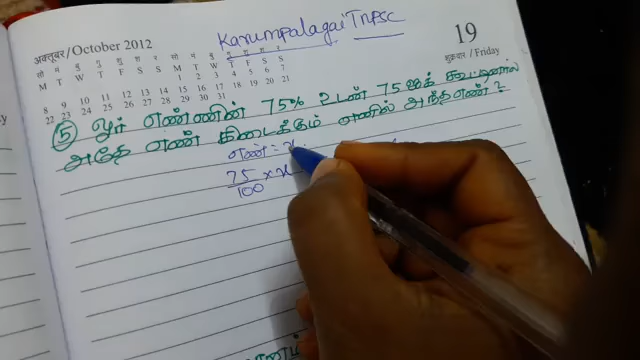 अक्तूबर/October 2012
Karumpalagai Tnpsc
19
शुक्रवार/Friday
M T W T F S S M T W T F S S
1 2 3 4 5 6 7
8 9 10 11 12 13 14 15 16 17 18 19 20 21
22 23 24 25 26 27 28 29 30 31
5 ஓர் எண்ணின் 75% உடன் 75 ஐக் கூட்டினால்
அதே எண் கிடைக்கும் எனில் அந்த எண் ?
எண் = x
75/100 × x